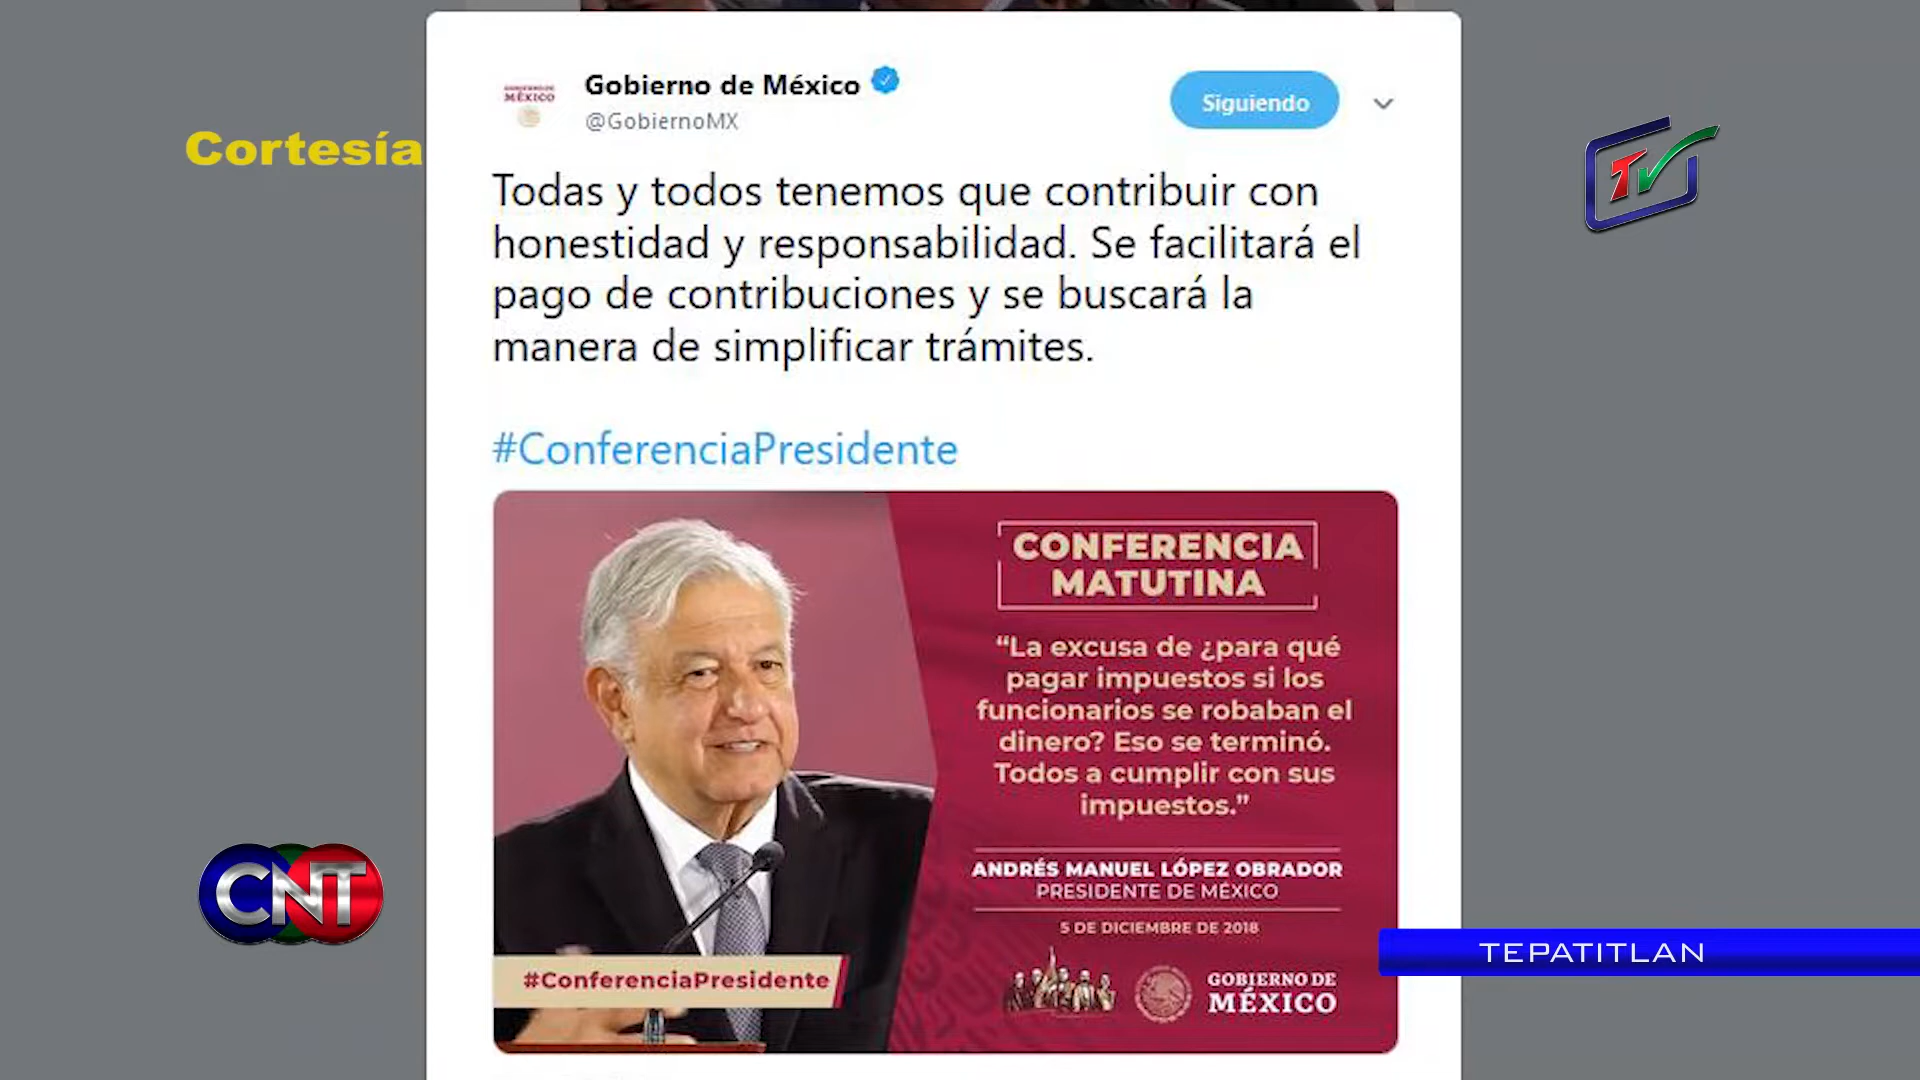 Gobierno de México
@GobiernoMX
Siguiendo
Cortesía
TV
Todas y todos tenemos que contribuir con
honestidad y responsabilidad. Se facilitará el
pago de contribuciones y se buscará la
manera de simplificar trámites.
#ConferenciaPresidente
CONFERENCIA
MATUTINA
“La excusa de ¿para qué
pagar impuestos si los
funcionarios se robaban el
dinero? Eso se terminó.
Todos a cumplir con sus
impuestos.”
ANDRÉS MANUEL LÓPEZ OBRADOR
PRESIDENTE DE MÉXICO
5 DE DICIEMBRE DE 2018
#ConferenciaPresidente
GOBIERNO DE
MÉXICO
CNT
TEPATITLAN